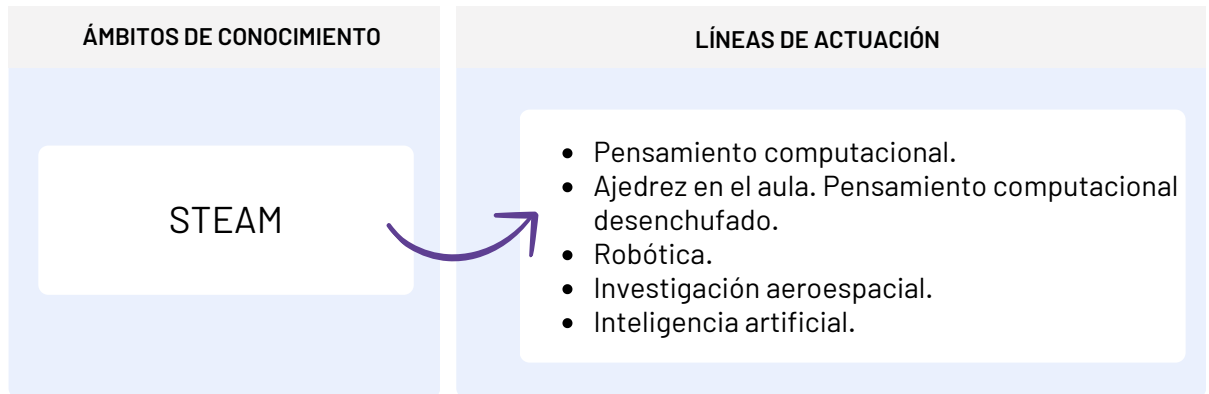 ÁMBITOS DE CONOCIMIENTO
STEAM
LÍNEAS DE ACTUACIÓN
• Pensamiento computacional.
• Ajedrez en el aula. Pensamiento computacional
desenchufado.
• Robótica.
• Investigación aeroespacial.
• Inteligencia artificial.